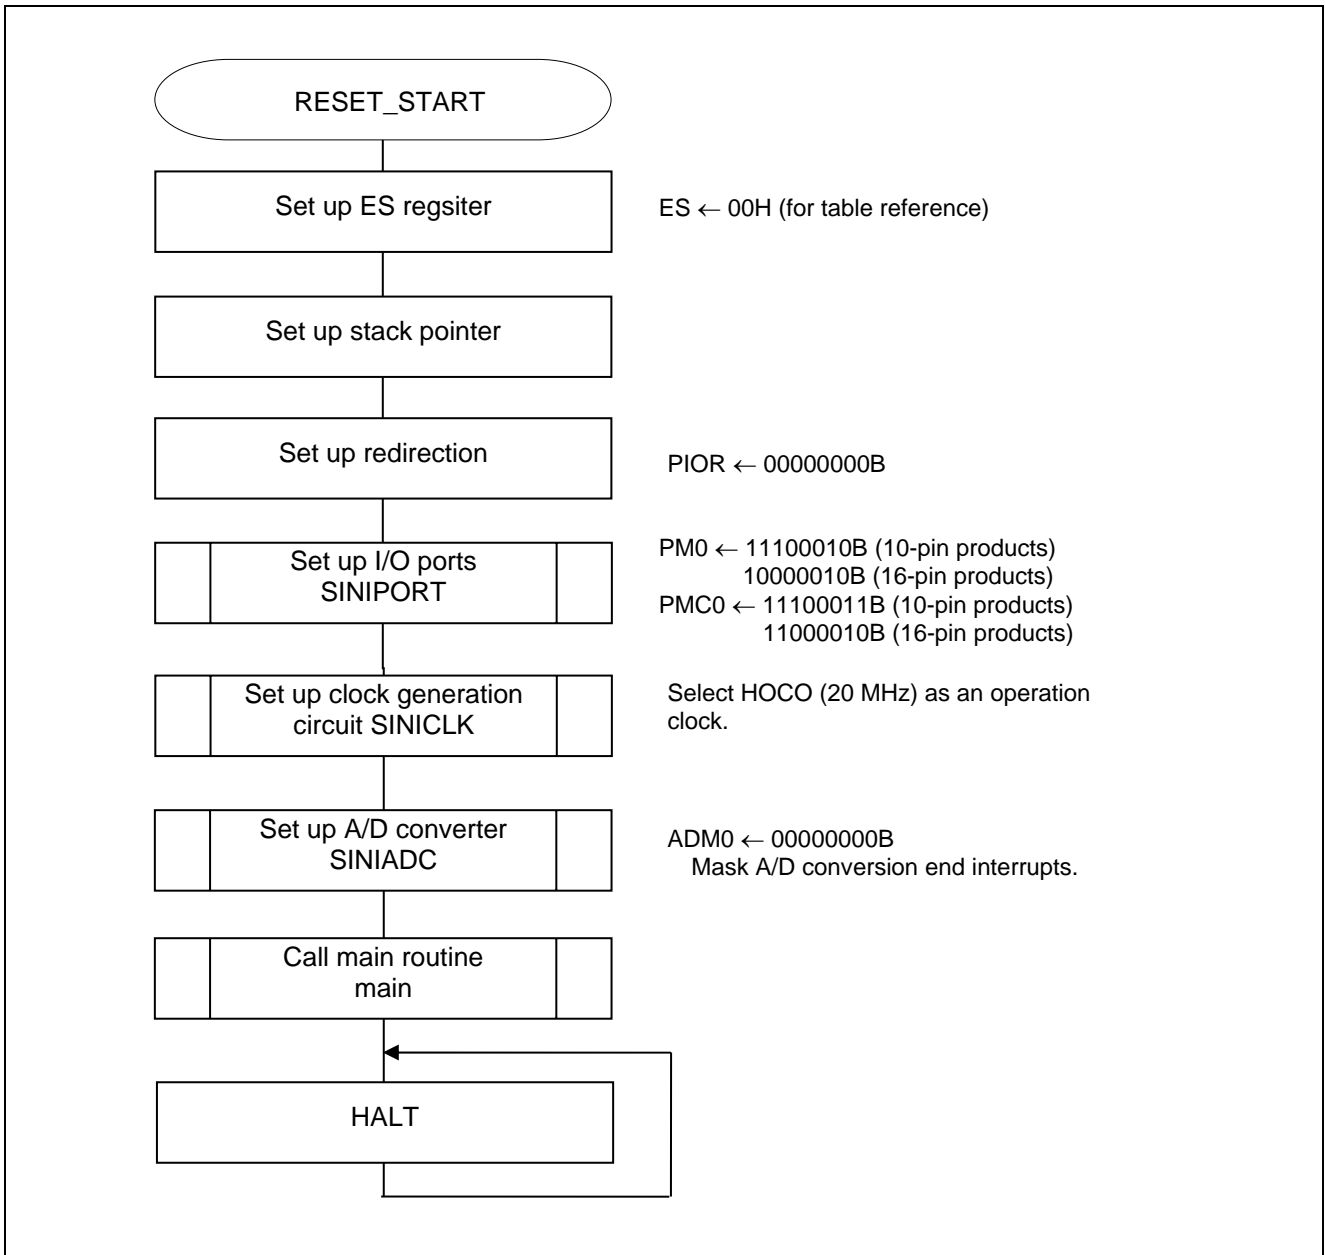 RESET_START
Set up ES regsiter
ES ← 00H (for table reference)
Set up stack pointer
Set up redirection
PIOR ← 00000000B
Set up I/O ports
SINIPORT
PM0 ← 11100010B (10-pin products)
10000010B (16-pin products)
PMC0 ← 11100011B (10-pin products)
11000010B (16-pin products)
Set up clock generation
circuit SINICLK
Select HOCO (20 MHz) as an operation
clock.
Set up A/D converter
SINIADC
ADM0 ← 00000000B
Mask A/D conversion end interrupts.
Call main routine
main
HALT